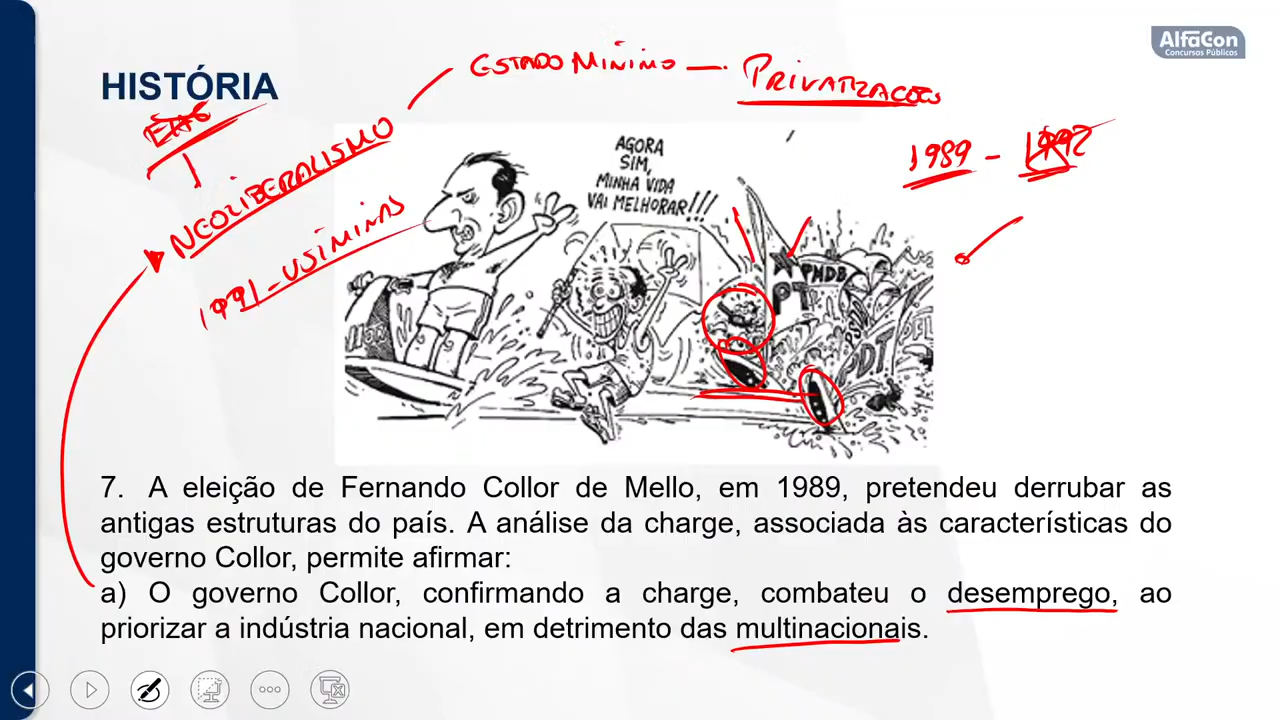 AlfaCon
Concursos Públicos
HISTÓRIA
ESTADO MÍNIMO — PRIVATIZAÇÕES
NEOLIBERALISMO
1989 - 1992
1991 - USIMINAS
AGORA
SIM,
MINHA VIDA
VAI MELHORAR!!!
PMDB
PT
PDT
7. A eleição de Fernando Collor de Mello, em 1989, pretendeu derrubar as
antigas estruturas do país. A análise da charge, associada às características do
governo Collor, permite afirmar:
a) O governo Collor, confirmando a charge, combateu o desemprego, ao
priorizar a indústria nacional, em detrimento das multinacionais.